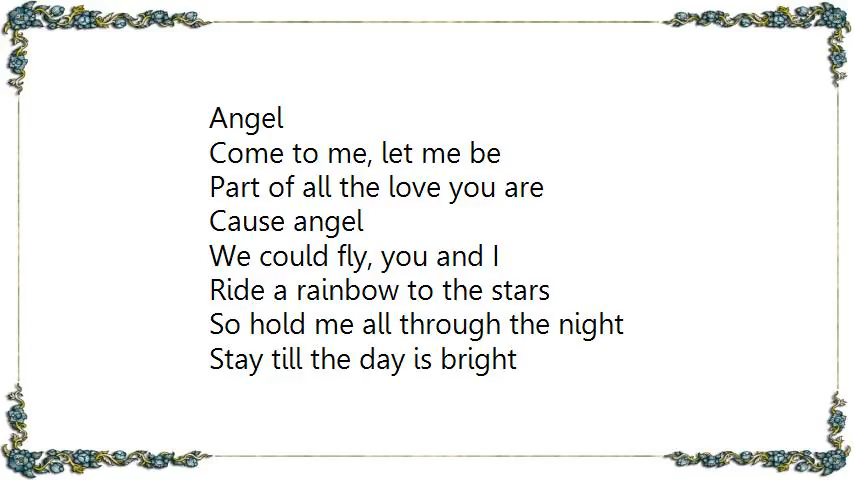 Angel
Come to me, let me be
Part of all the love you are
Cause angel
We could fly, you and I
Ride a rainbow to the stars
So hold me all through the night
Stay till the day is bright